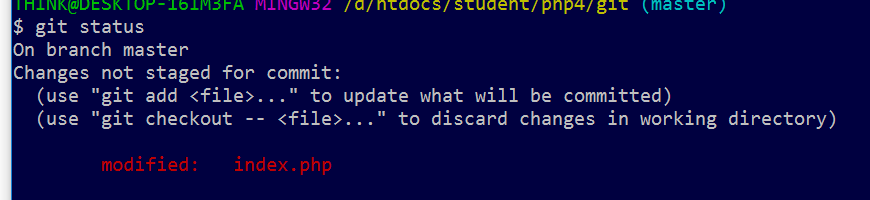 THINK@DESKTOP-161M3FA MINGW32 /d/htdocs/student/php4/git (master)
$ git status
On branch master
Changes not staged for commit:
  (use "git add <file>..." to update what will be committed)
  (use "git checkout -- <file>..." to discard changes in working directory)
        modified:   index.php